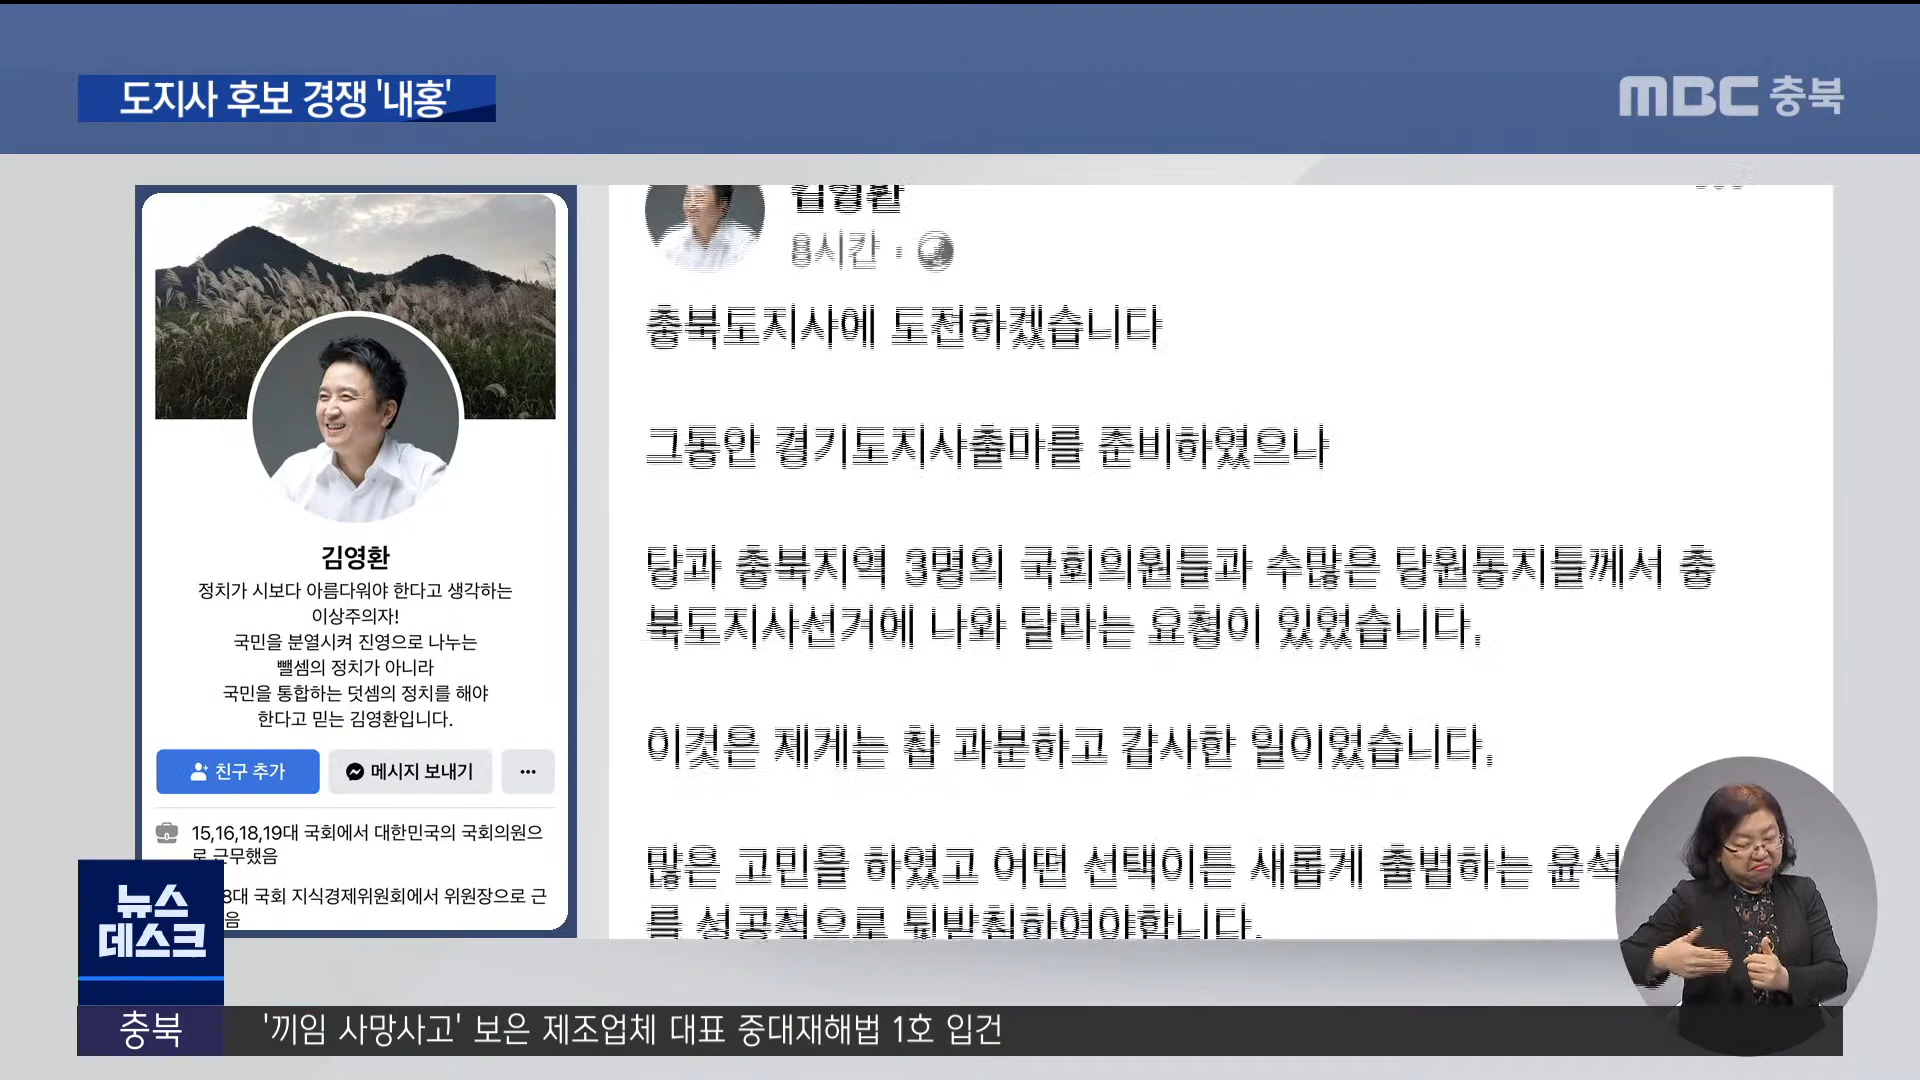 도지사 후보 경쟁 '내홍'
MBC 충북
김영환
정치가 시보다 아름다워야 한다고 생각하는
이상주의자!
국민을 분열시켜 진영으로 나누는
뺄셈의 정치가 아니라
국민을 통합하는 덧셈의 정치를 해야
한다고 믿는 김영환입니다.
친구 추가
메시지 보내기
15,16,18,19대 국회에서 대한민국의 국회의원으
로 근무했음
8대 국회 지식경제위원회에서 위원장으로 근
음
김영환
8시간
충북도지사에 도전하겠습니다
그동안 경기도지사출마를 준비하였으나
당과 충북지역 3명의 국회의원들과 수많은 당원동지들께서 충
북도지사선거에 나와 달라는 요청이 있었습니다.
이것은 제게는 참 과분하고 감사한 일이었습니다.
많은 고민을 하였고 어떤 선택이든 새롭게 출범하는 윤석
를 성공적으로 뒷받침하여야합니다.
뉴스
데스크
충북
'끼임 사망사고' 보은 제조업체 대표 중대재해법 1호 입건